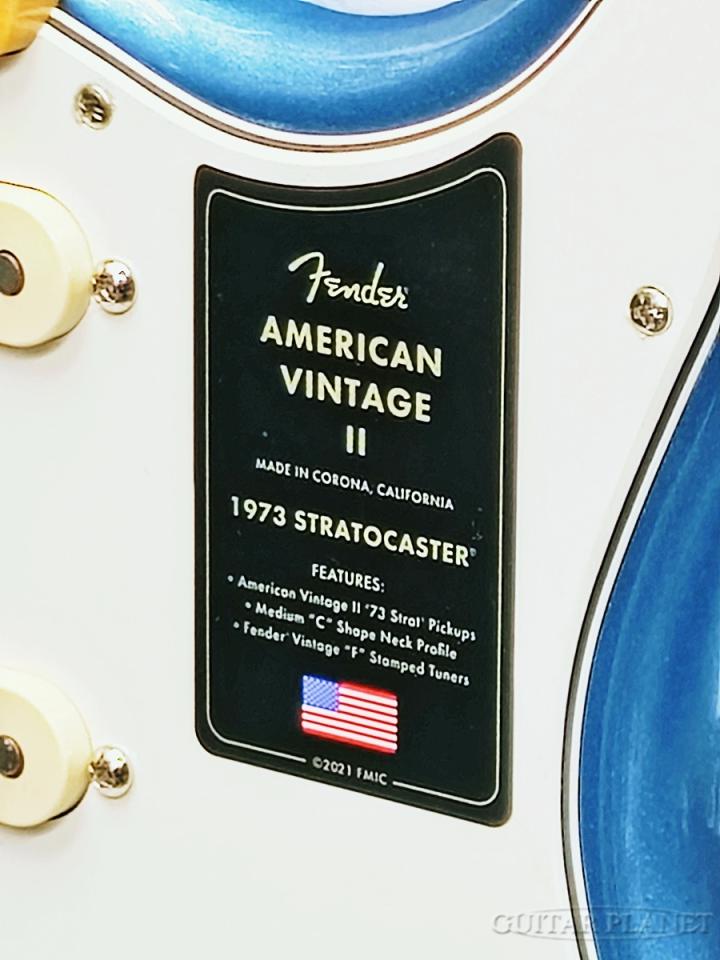 Fender®
AMERICAN
VINTAGE
II
MADE IN CORONA, CALIFORNIA
1973 STRATOCASTER®
FEATURES:
• American Vintage II '73 Strat® Pickups
• Medium "C" Shape Neck Profile
• Fender® Vintage "F" Stamped Tuners
©2021 FMIC
GUITAR PLANET